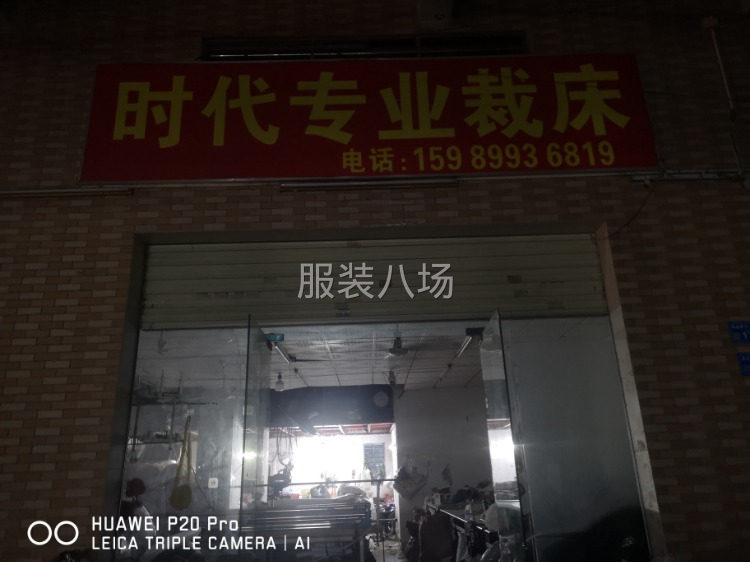 时代专业裁床
电话：159 8993 6819
服装八场
HUAWEI P20 Pro
LEICA TRIPLE CAMERA | AI